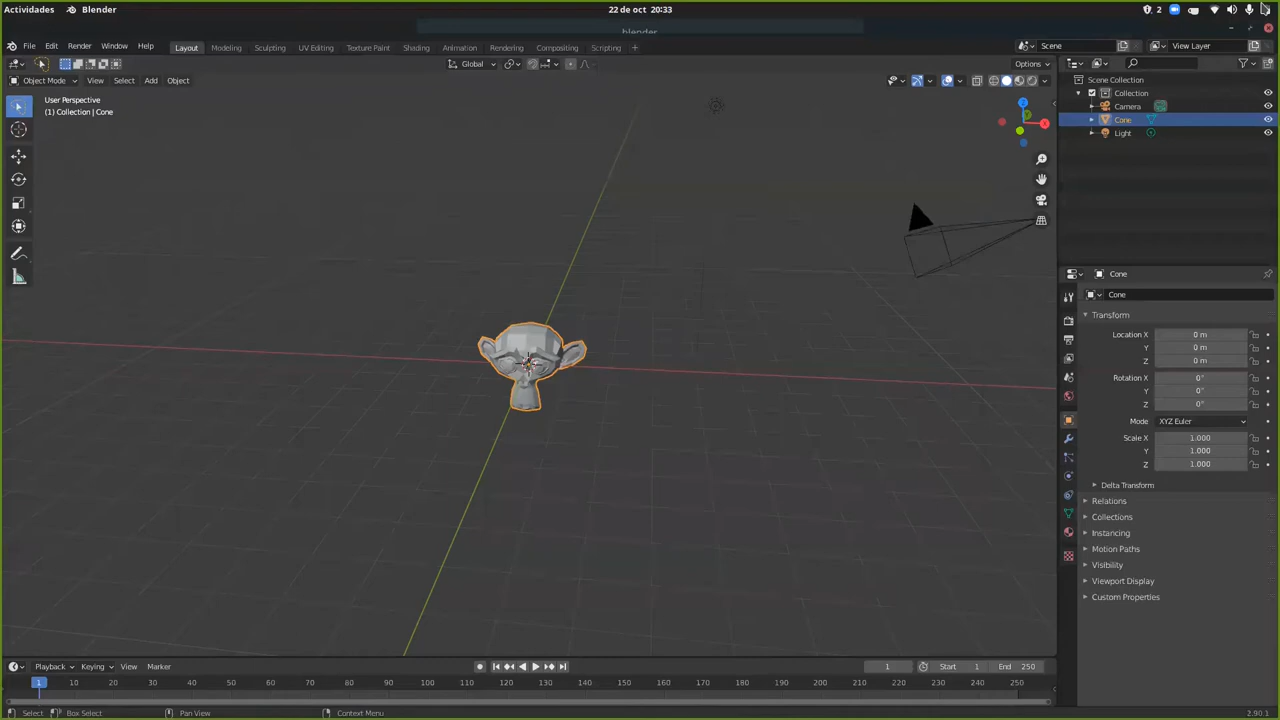 Actividades Blender 22 de oct 20:33 2
blender
File Edit Render Window Help Layout Modeling Sculpting UV Editing Texture Paint Shading Animation Rendering Compositing Scripting + Scene View Layer
Global Options
Object Mode View Select Add Object
User Perspective
(1) Collection | Cone
Scene Collection
Collection
Camera
Cone
Light
X
Cone
Cone
Transform
Location X 0 m
Y 0 m
Z 0 m
Rotation X 0°
Y 0°
Z 0°
Mode XYZ Euler
Scale X 1.000
Y 1.000
Z 1.000
Delta Transform
Relations
Collections
Instancing
Motion Paths
Visibility
Viewport Display
Custom Properties
Playback Keying View Marker 1 Start 1 End 250
1 10 20 30 40 50 60 70 80 90 100 110 120 130 140 150 160 170 180 190 200 210 220 230 240 250
Select Box Select Pan View Context Menu 2.90.1